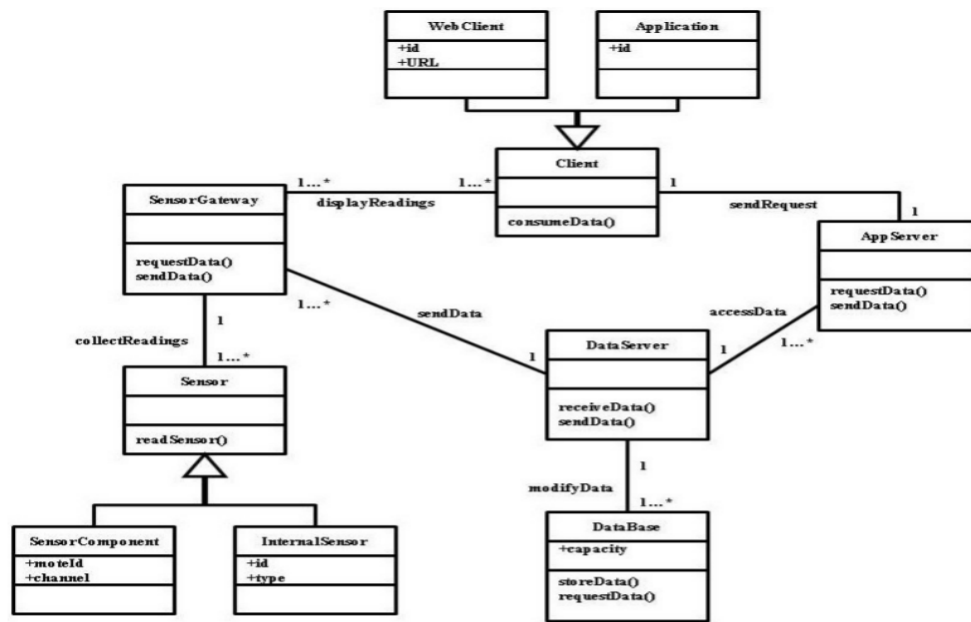 WebClient
+id
+URL
Application
+id
Client
consumeData()
1...*
1...*
displayReadings
1
sendRequest
1
SensorGateway
requestData()
sendData()
AppServer
requestData()
sendData()
1...*
sendData
1
accessData
1
1...*
1
collectReadings
1...*
DataServer
receiveData()
sendData()
Sensor
readSensor()
1
modifyData
1...*
SensorComponent
+moteId
+channel
InternalSensor
+id
+type
DataBase
+capacity
storeData()
requestData()